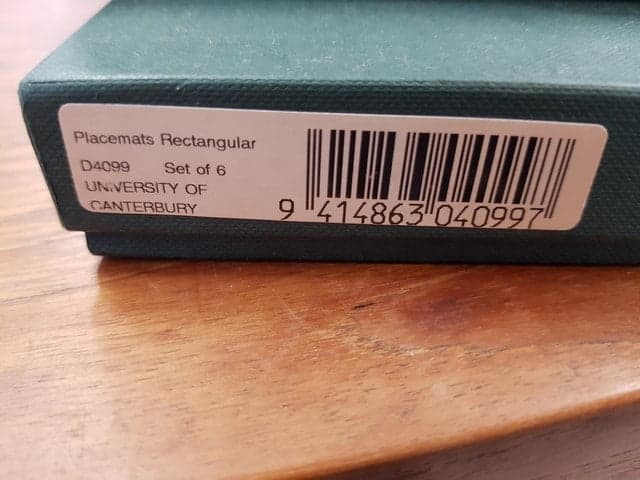 Placemats Rectangular
D4099 Set of 6
UNIVERSITY OF
CANTERBURY
9 414863 040997